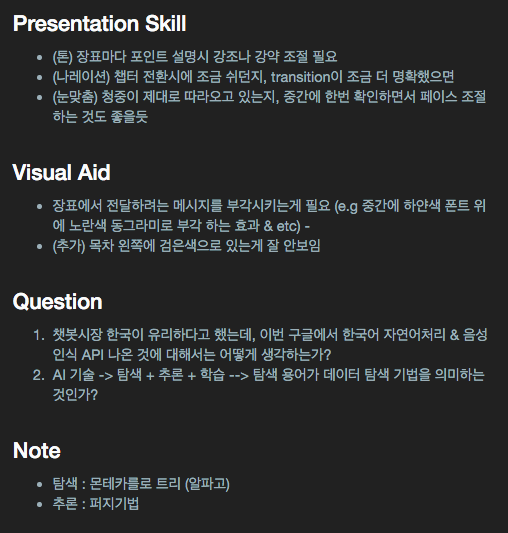 Presentation Skill
• (톤) 장표마다 포인트 설명시 강조나 강약 조절 필요
• (나레이션) 챕터 전환시에 조금 쉬던지, transition이 조금 더 명확했으면
• (눈맞춤) 청중이 제대로 따라오고 있는지, 중간에 한번 확인하면서 페이스 조절
하는 것도 좋을듯
Visual Aid
• 장표에서 전달하려는 메시지를 부각시키는게 필요 (e.g 중간에 하얀색 폰트 위
에 노란색 동그라미로 부각 하는 효과 & etc) -
• (추가) 목차 왼쪽에 검은색으로 있는게 잘 안보임
Question
1. 챗봇시장 한국이 유리하다고 했는데, 이번 구글에서 한국어 자연어처리 & 음성
인식 API 나온 것에 대해서는 어떻게 생각하는가?
2. AI 기술 -> 탐색 + 추론 + 학습 --> 탐색 용어가 데이터 탐색 기법을 의미하는
것인가?
Note
• 탐색 : 몬테카를로 트리 (알파고)
• 추론 : 퍼지기법